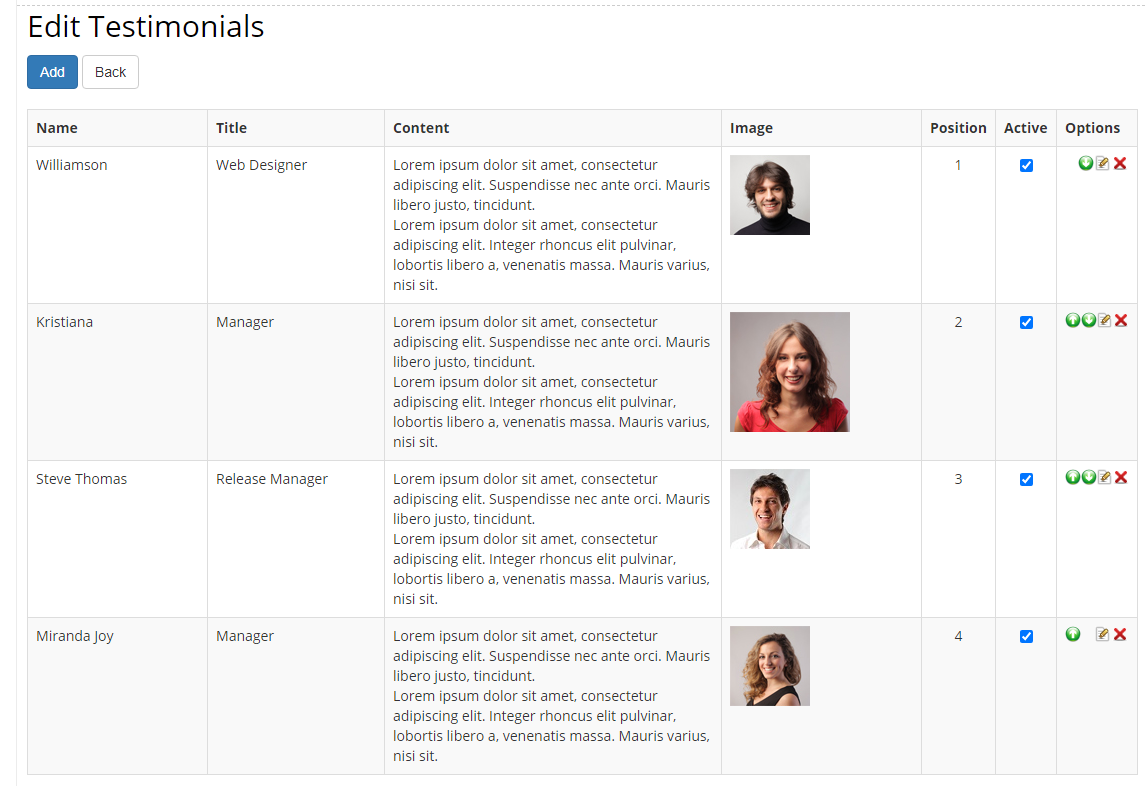 Edit Testimonials
Add Back
Name Title Content Image Position Active Options
Williamson Web Designer Lorem ipsum dolor sit amet, consectetur 1
adipiscing elit. Suspendisse nec ante orci. Mauris
libero justo, tincidunt.
Lorem ipsum dolor sit amet, consectetur
adipiscing elit. Integer rhoncus elit pulvinar,
lobortis libero a, venenatis massa. Mauris varius,
nisi sit.
Kristiana Manager Lorem ipsum dolor sit amet, consectetur 2
adipiscing elit. Suspendisse nec ante orci. Mauris
libero justo, tincidunt.
Lorem ipsum dolor sit amet, consectetur
adipiscing elit. Integer rhoncus elit pulvinar,
lobortis libero a, venenatis massa. Mauris varius,
nisi sit.
Steve Thomas Release Manager Lorem ipsum dolor sit amet, consectetur 3
adipiscing elit. Suspendisse nec ante orci. Mauris
libero justo, tincidunt.
Lorem ipsum dolor sit amet, consectetur
adipiscing elit. Integer rhoncus elit pulvinar,
lobortis libero a, venenatis massa. Mauris varius,
nisi sit.
Miranda Joy Manager Lorem ipsum dolor sit amet, consectetur 4
adipiscing elit. Suspendisse nec ante orci. Mauris
libero justo, tincidunt.
Lorem ipsum dolor sit amet, consectetur
adipiscing elit. Integer rhoncus elit pulvinar,
lobortis libero a, venenatis massa. Mauris varius,
nisi sit.